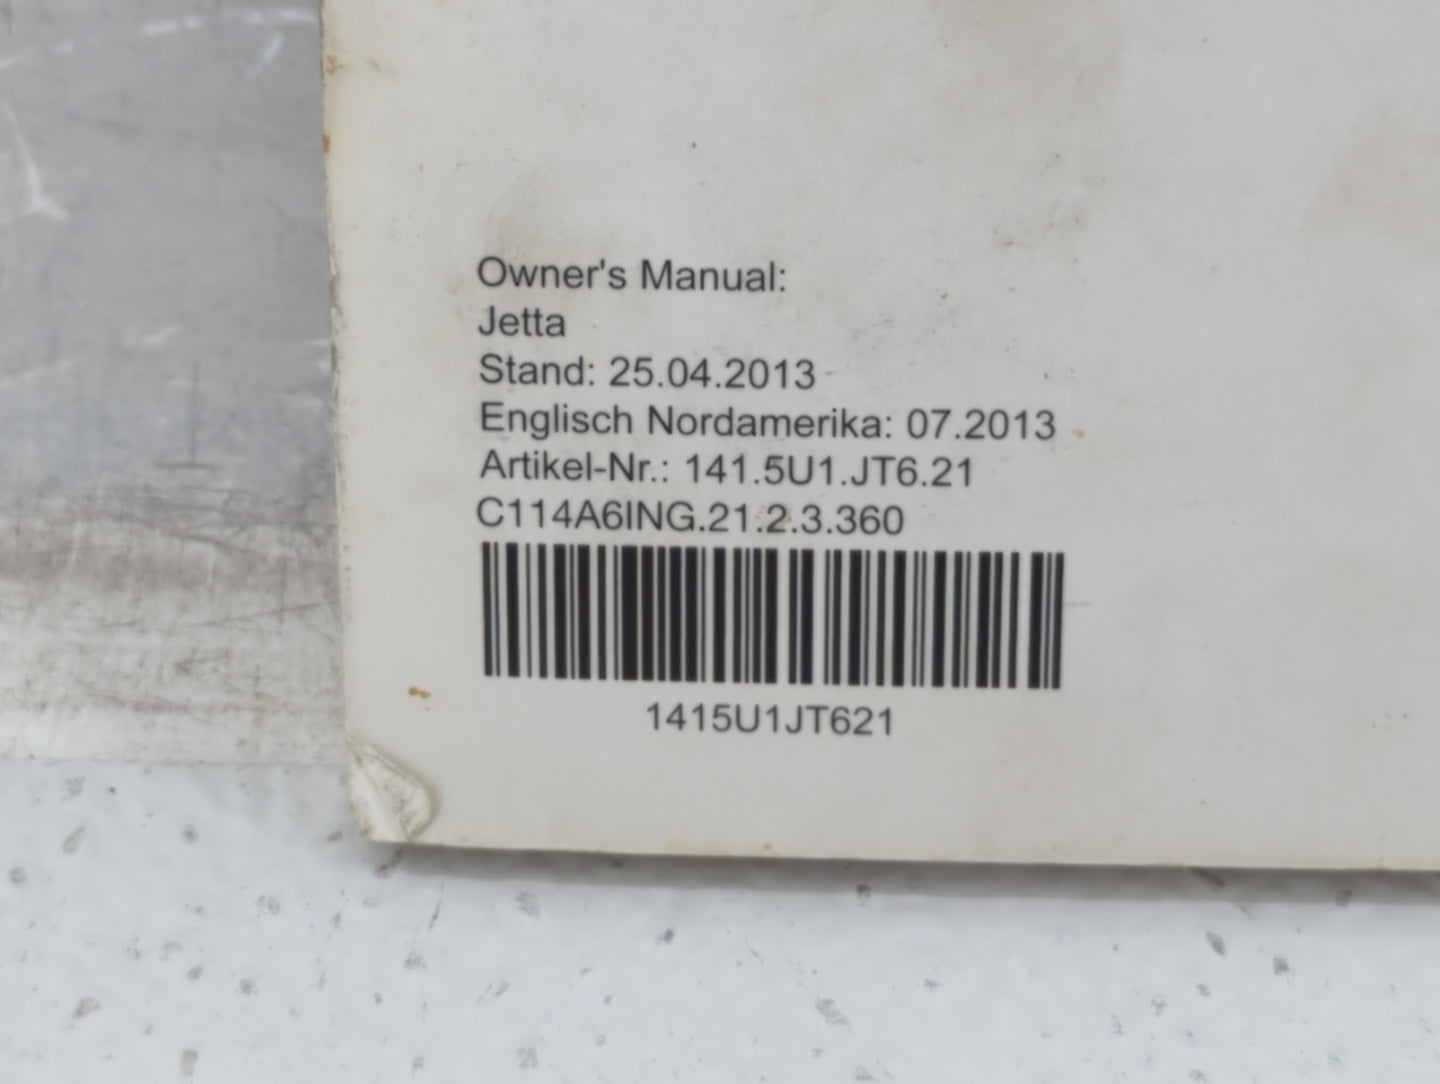 Owner's Manual:
Jetta
Stand: 25.04.2013
Englisch Nordamerika: 07.2013
Artikel-Nr.: 141.5U1.JT6.21
C114A6ING.21.2.3.360
1415U1JT621